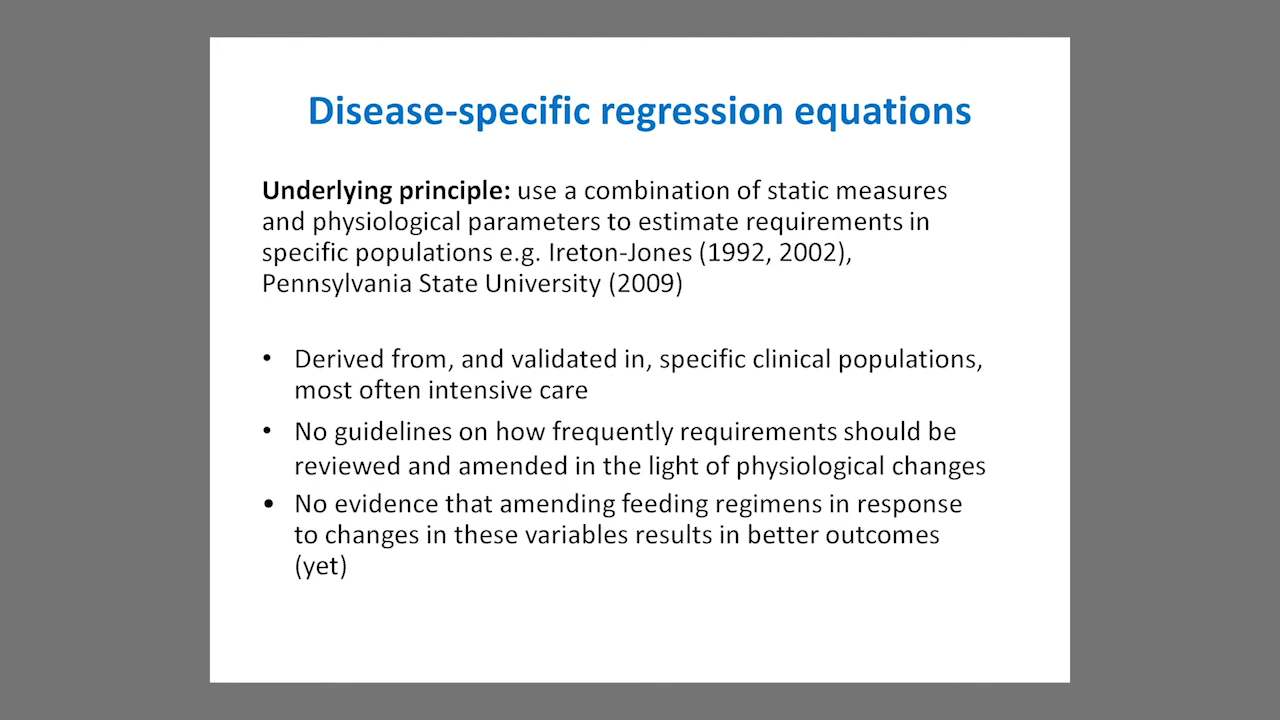 Disease-specific regression equations
Underlying principle: use a combination of static measures
and physiological parameters to estimate requirements in
specific populations e.g. Ireton-Jones (1992, 2002),
Pennsylvania State University (2009)
• Derived from, and validated in, specific clinical populations,
most often intensive care
• No guidelines on how frequently requirements should be
reviewed and amended in the light of physiological changes
• No evidence that amending feeding regimens in response
to changes in these variables results in better outcomes
(yet)